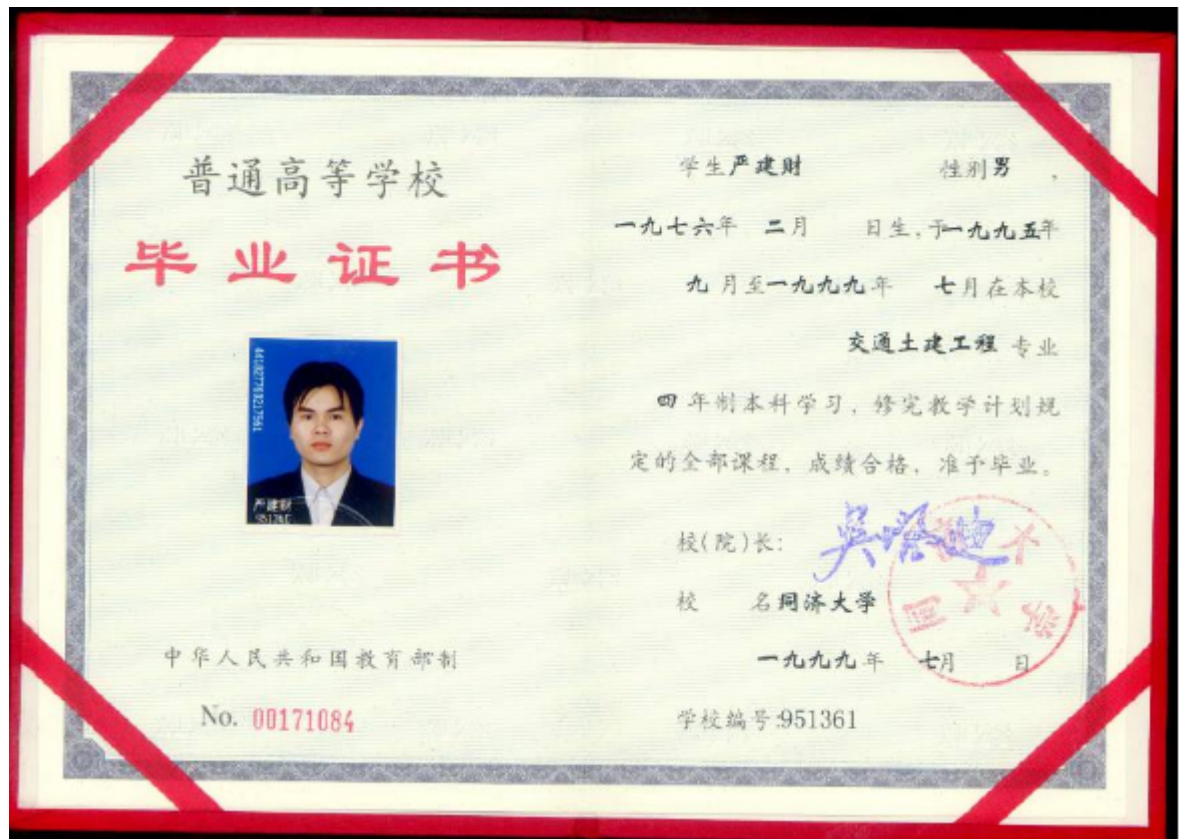 普通高等学校
毕业证书
严建财
中华人民共和国教育部制
No. 00171084
学生严建财 性别男，
一九七六年 二月 日生，于一九九五年
九月至一九九九年 七月在本校
交通土建工程 专业
四年制本科学习，修完教学计划规
定的全部课程，成绩合格，准予毕业。
校(院)长：
校 名同济大学
一九九九年 七月 日
学校编号:951361